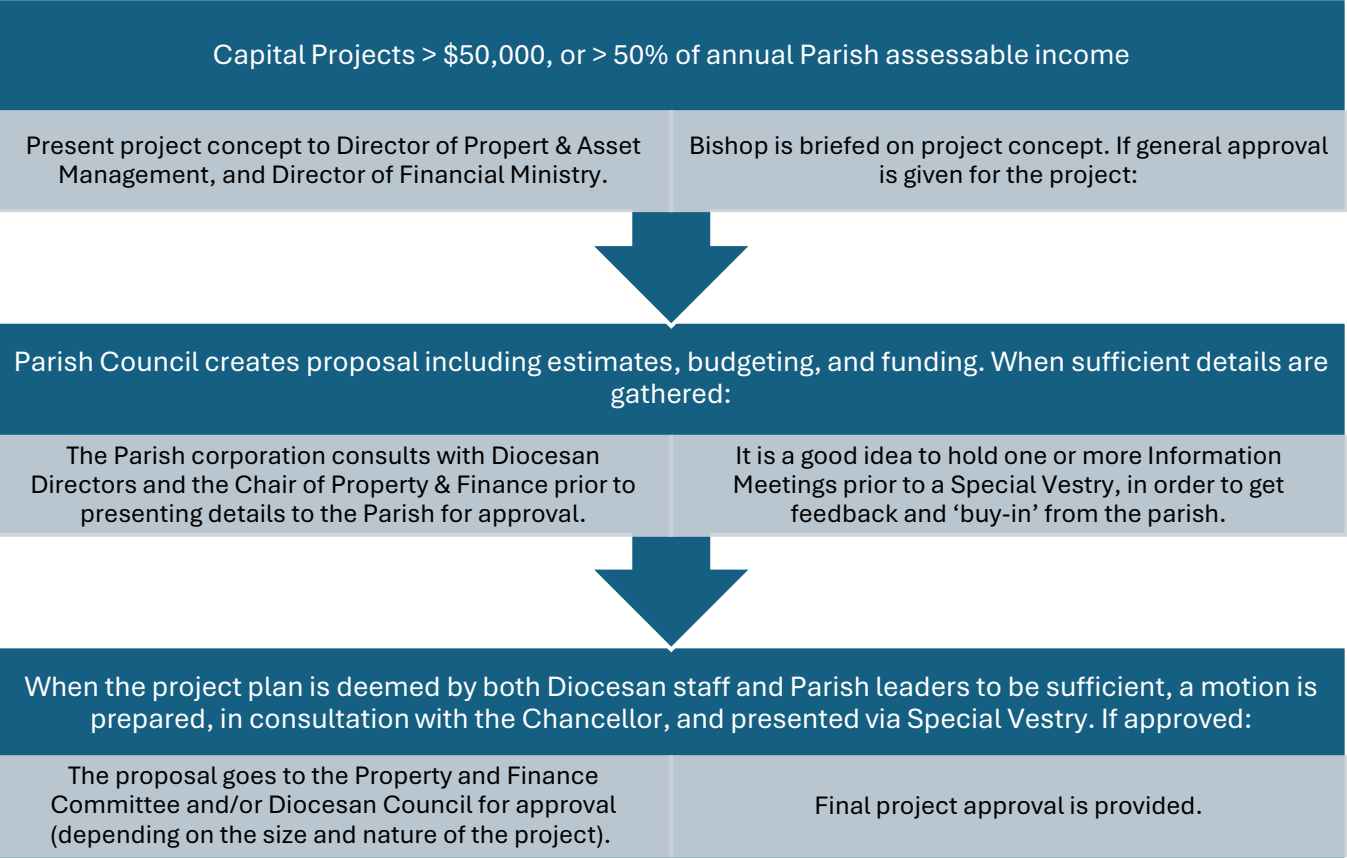 Capital Projects > $50,000, or > 50% of annual Parish assessable income
Present project concept to Director of Propert & Asset
Management, and Director of Financial Ministry.
Bishop is briefed on project concept. If general approval
is given for the project:
Parish Council creates proposal including estimates, budgeting, and funding. When sufficient details are
gathered:
The Parish corporation consults with Diocesan
Directors and the Chair of Property & Finance prior to
presenting details to the Parish for approval.
It is a good idea to hold one or more Information
Meetings prior to a Special Vestry, in order to get
feedback and ‘buy-in’ from the parish.
When the project plan is deemed by both Diocesan staff and Parish leaders to be sufficient, a motion is
prepared, in consultation with the Chancellor, and presented via Special Vestry. If approved:
The proposal goes to the Property and Finance
Committee and/or Diocesan Council for approval
(depending on the size and nature of the project).
Final project approval is provided.